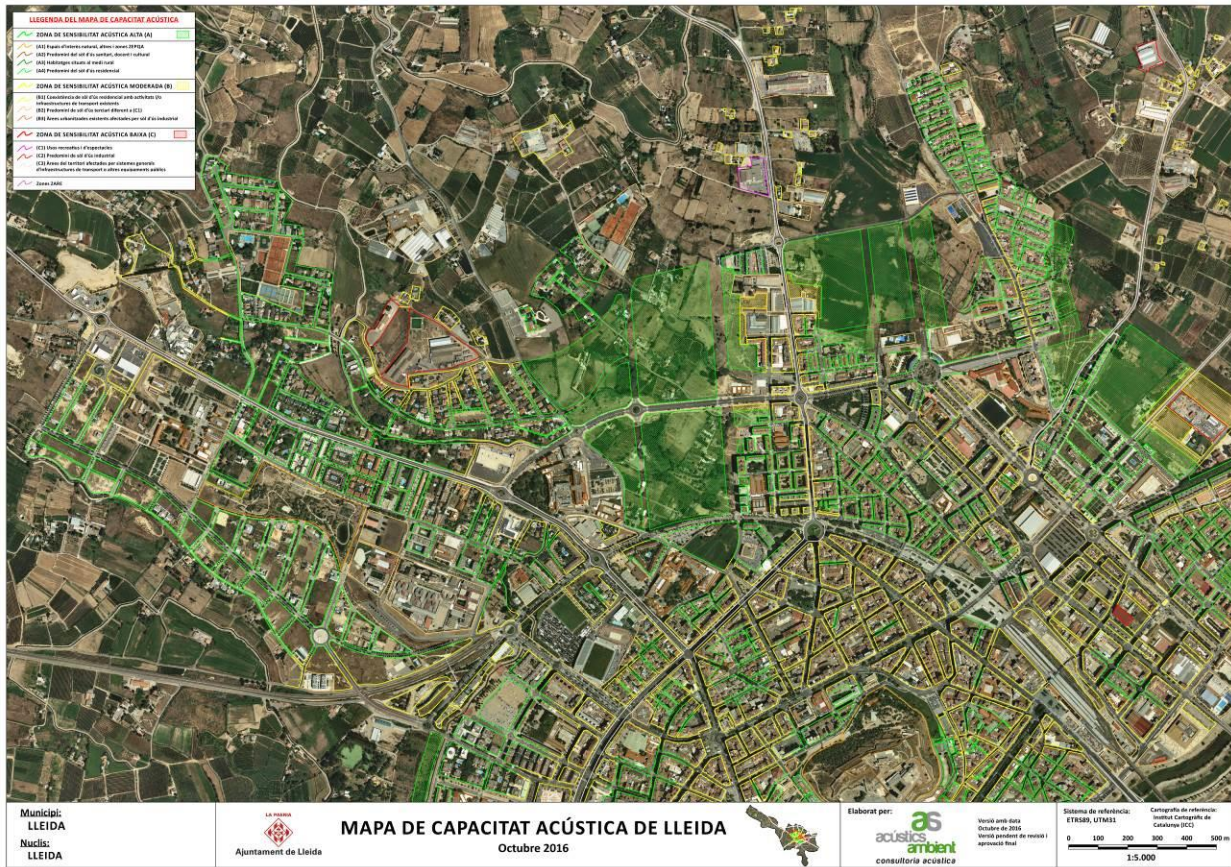 LLEGENDA DEL MAPA DE CAPACITAT ACÚSTICA
ZONA DE SENSIBILITAT ACÚSTICA ALTA (A)
(A1) Espais d'interès natural, altres i zones ZEPQA
(A2) Predomini del sòl d'ús sanitari, docent i cultural
(A3) Habitatges situats al medi rural
(A4) Predomini del sòl d'ús residencial
ZONA DE SENSIBILITAT ACÚSTICA MODERADA (B)
(B1) Coexistència de sòl d'ús residencial amb activitats i/o
infraestructures de transport existents
(B2) Predomini de sòl d'ús terciari diferent a (C1)
(B3) Àrees urbanitzades existents afectades per sòl d'ús industrial
ZONA DE SENSIBILITAT ACÚSTICA BAIXA (C)
(C1) Usos recreatius i d'espectacles
(C2) Predomini de sòl d'ús industrial
(C3) Àrees del territori afectades per sistemes generals
d'infraestructures de transport o altres equipaments públics
Zones ZARE
Municipi:
LLEIDA
Nuclis:
LLEIDA
LA PAERIA
Ajuntament de Lleida
MAPA DE CAPACITAT ACÚSTICA DE LLEIDA
Octubre 2016
Elaborat per:
as
acústics
ambient
consultoria acústica
Versió amb data
Octubre de 2016
Versió pendent de revisió i
aprovació final
Sistema de referència:
ETRS89, UTM31
Cartografia de referència:
Institut Cartogràfic de
Catalunya (ICC)
0 100 200 300 400 500 m
1:5.000